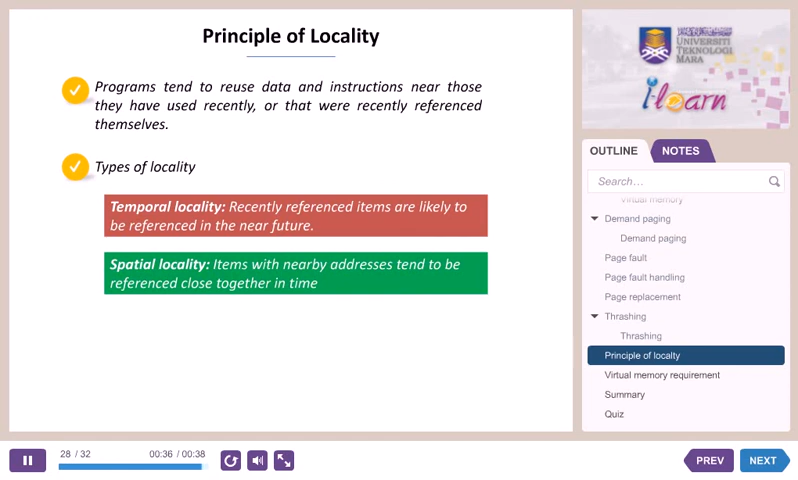 Principle of Locality
Programs tend to reuse data and instructions near those
they have used recently, or that were recently referenced
themselves.
Types of locality
Temporal locality: Recently referenced items are likely to
be referenced in the near future.
Spatial locality: Items with nearby addresses tend to be
referenced close together in time
UNIVERSITI
TEKNOLOGI
MARA
i-learn
OUTLINE
NOTES
Search...
Virtual memory
Demand paging
Demand paging
Page fault
Page fault handling
Page replacement
Thrashing
Thrashing
Principle of localty
Virtual memory requirement
Summary
Quiz
28 / 32
00:36 / 00:38
PREV
NEXT